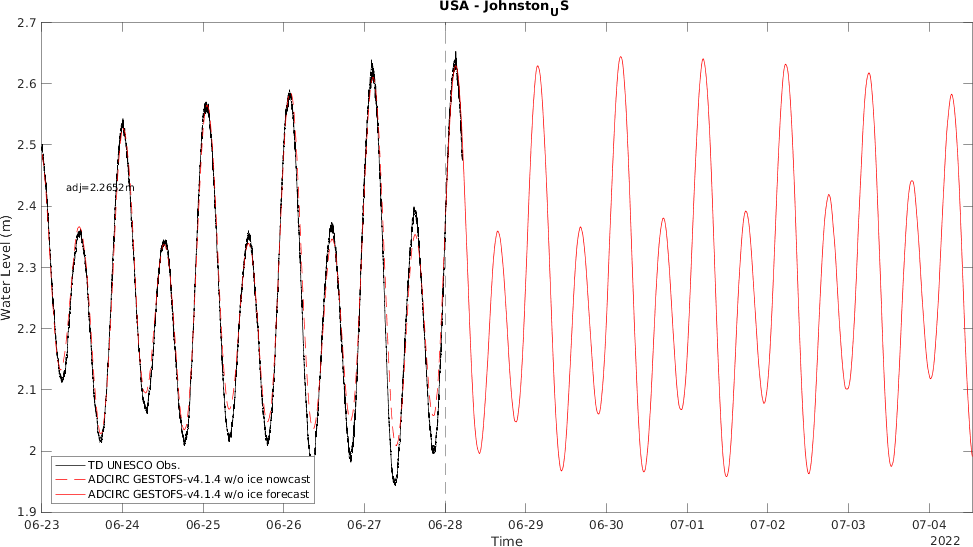 USA - Johnston_US
2.7
2.6
2.5
2.4
2.3
2.2
2.1
2
1.9
Water Level (m)
adj=2.2652m
TD UNESCO Obs.
ADCIRC GESTOFS-v4.1.4 w/o ice nowcast
ADCIRC GESTOFS-v4.1.4 w/o ice forecast
06-23 06-24 06-25 06-26 06-27 06-28 06-29 06-30 07-01 07-02 07-03 07-04
Time
2022